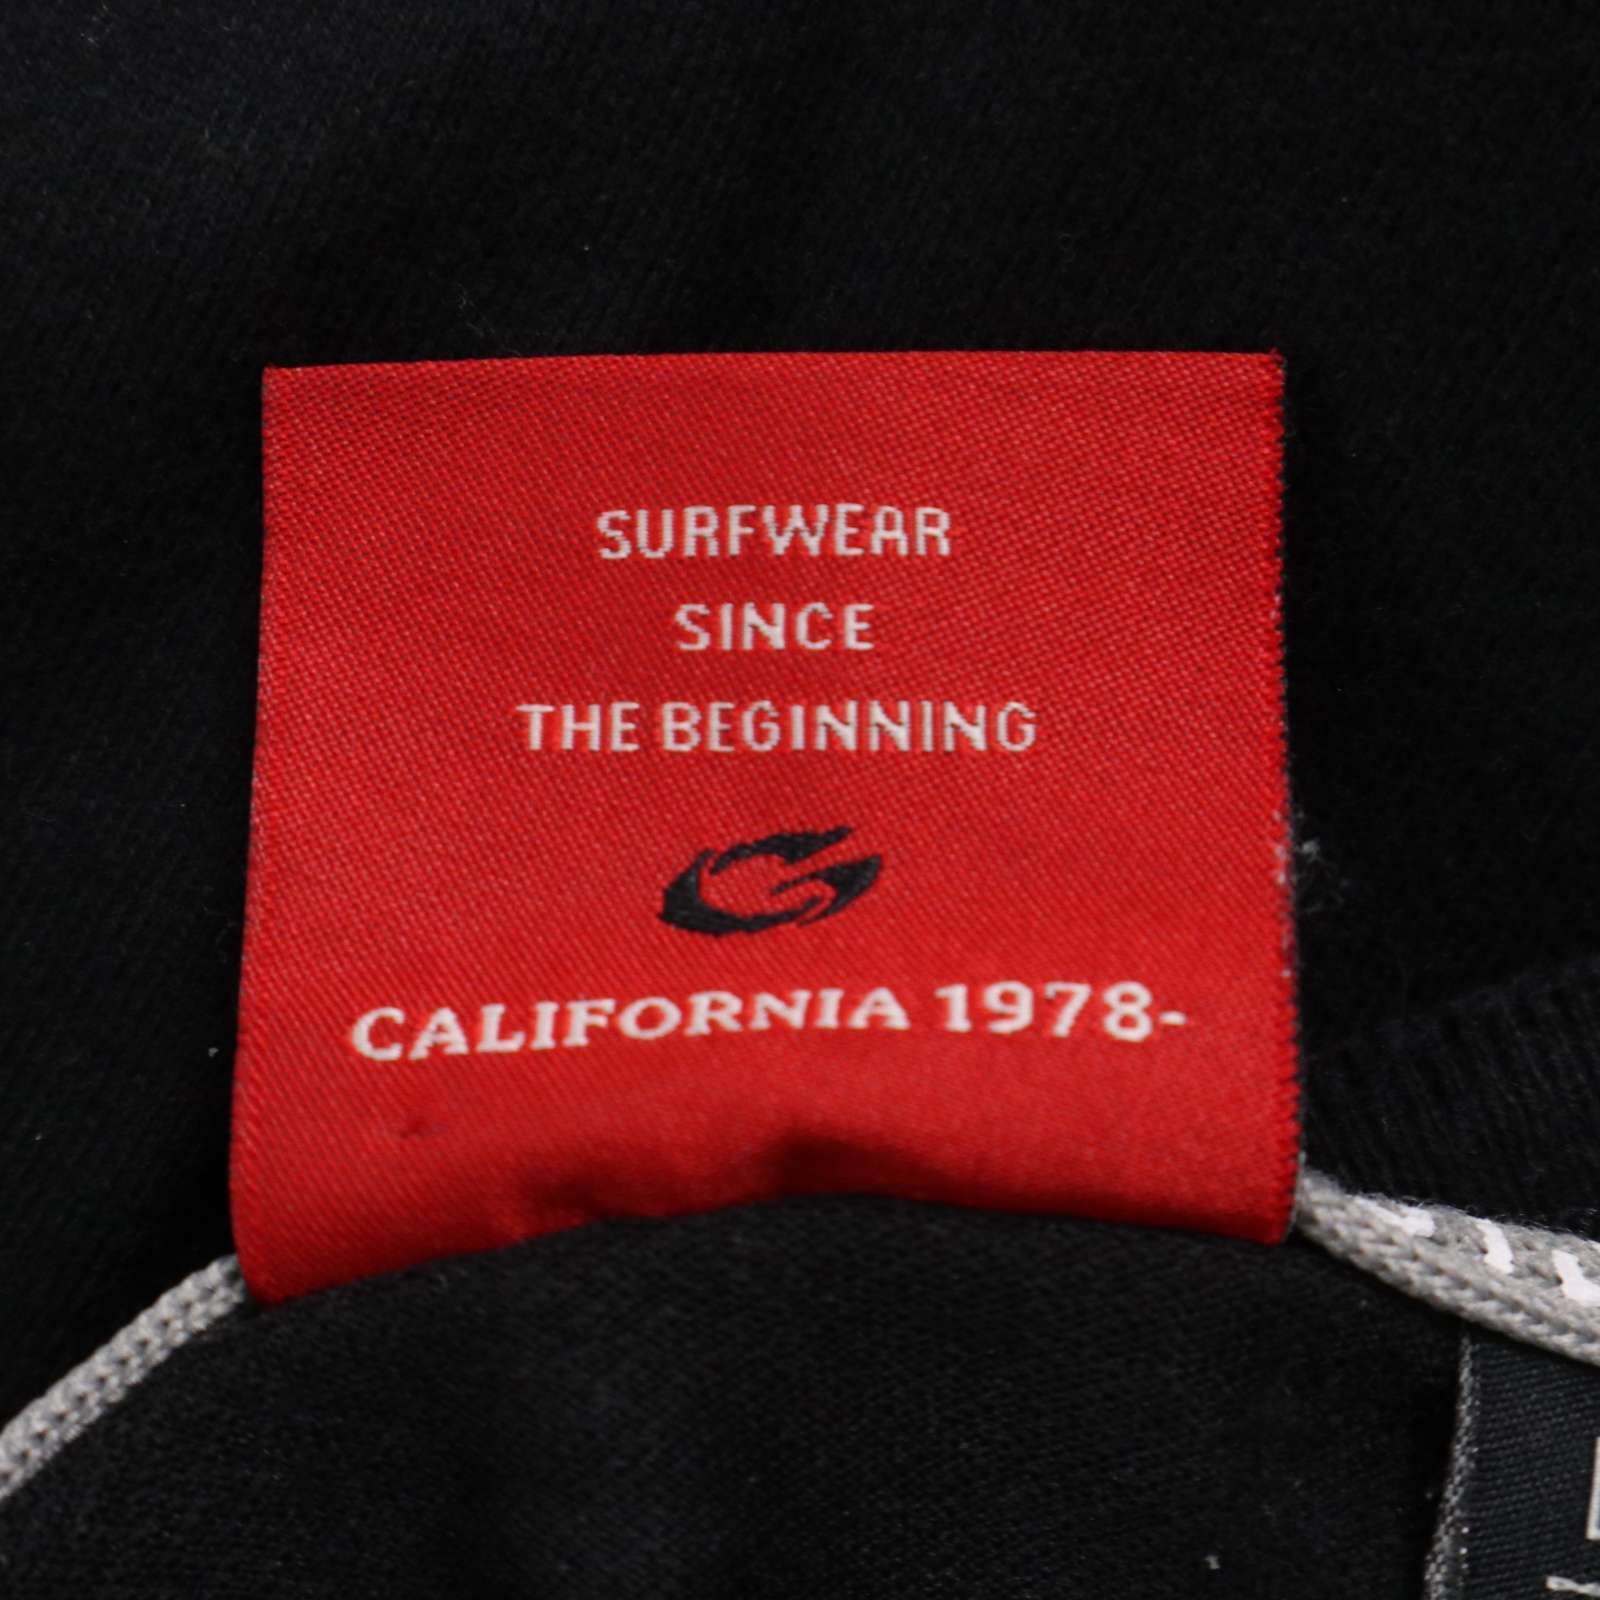 SURFWEAR
SINCE
THE BEGINNING
CALIFORNIA 1978-